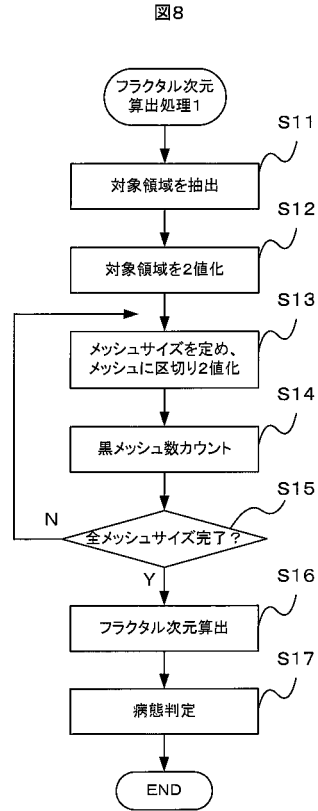 図8
フラクタル次元
算出処理1
S11
対象領域を抽出
S12
対象領域を2値化
S13
メッシュサイズを定め、
メッシュに区切り2値化
S14
黒メッシュ数カウント
S15
N
全メッシュサイズ完了?
Y
S16
フラクタル次元算出
S17
病態判定
END